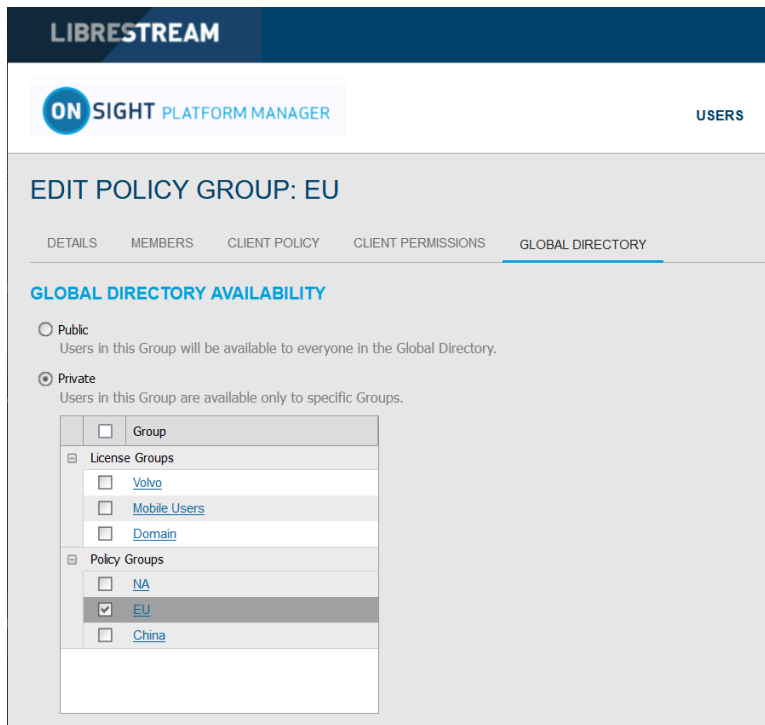 LIBRESTREAM
ON SIGHT PLATFORM MANAGER
USERS
EDIT POLICY GROUP: EU
DETAILS MEMBERS CLIENT POLICY CLIENT PERMISSIONS GLOBAL DIRECTORY
GLOBAL DIRECTORY AVAILABILITY
Public
Users in this Group will be available to everyone in the Global Directory.
Private
Users in this Group are available only to specific Groups.
Group
License Groups
Volvo
Mobile Users
Domain
Policy Groups
NA
EU
China